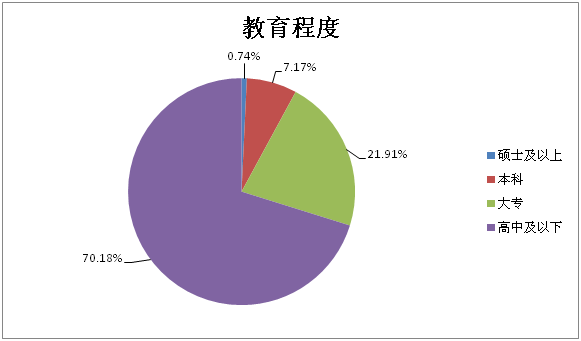 教育程度
0.74%
7.17%
21.91%
70.18%
硕士及以上
本科
大专
高中及以下